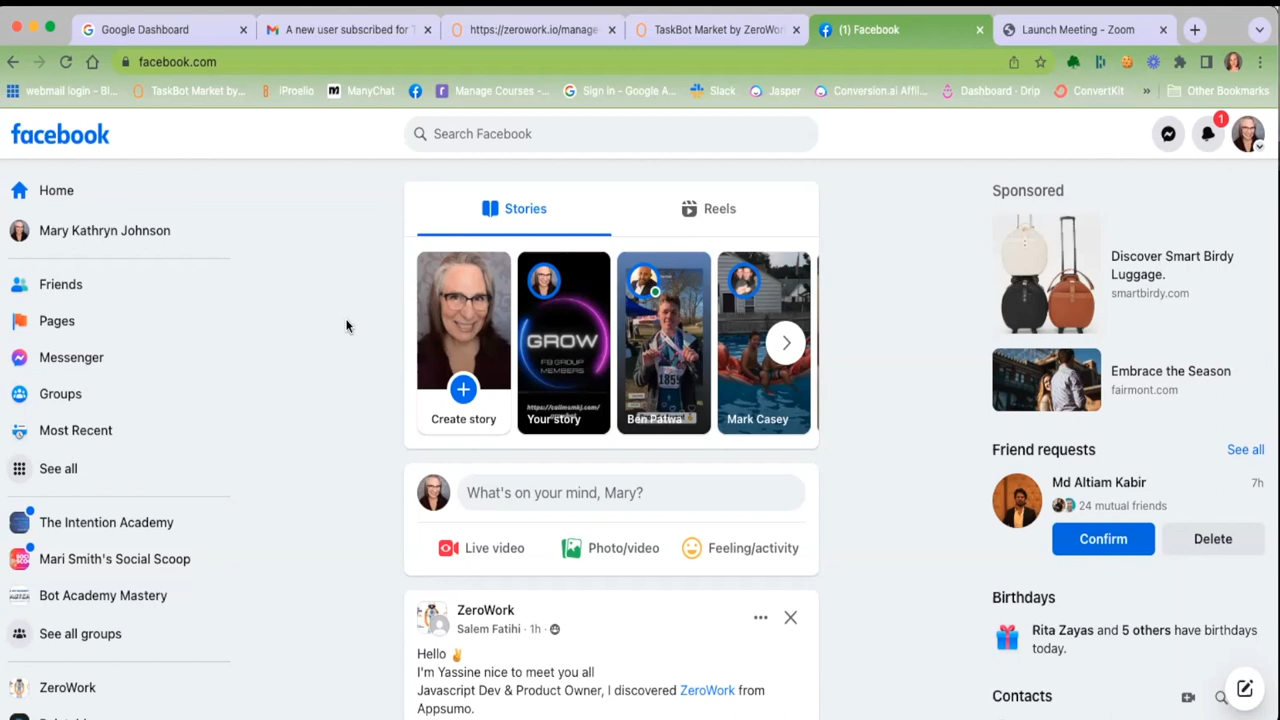 Google Dashboard
A new user subscribed for T
https://zerowork.io/manage
TaskBot Market by ZeroWor
(1) Facebook
Launch Meeting - Zoom
facebook.com
webmail login - Bl...
TaskBot Market by...
iProelio
ManyChat
Manage Courses -...
Sign in - Google A...
Slack
Jasper
Conversion.ai Affil...
Dashboard - Drip
ConvertKit
»
Other Bookmarks
facebook
Search Facebook
1
Home
Mary Kathryn Johnson
Friends
Pages
Messenger
Groups
Most Recent
See all
The Intention Academy
Mari Smith's Social Scoop
Bot Academy Mastery
See all groups
ZeroWork
Stories
Reels
Create story
GROW
FB GROUP
MEMBERS
Your story
Ben Patwa
Mark Casey
What's on your mind, Mary?
Live video
Photo/video
Feeling/activity
ZeroWork
Salem Fatihi · 1h ·
Hello ✌
I'm Yassine nice to meet you all
Javascript Dev & Product Owner, I discovered ZeroWork from
Appsumo.
Sponsored
Discover Smart Birdy
Luggage.
smartbirdy.com
Embrace the Season
fairmont.com
Friend requests
See all
Md Altiam Kabir
7h
24 mutual friends
Confirm
Delete
Birthdays
Rita Zayas and 5 others have birthdays
today.
Contacts